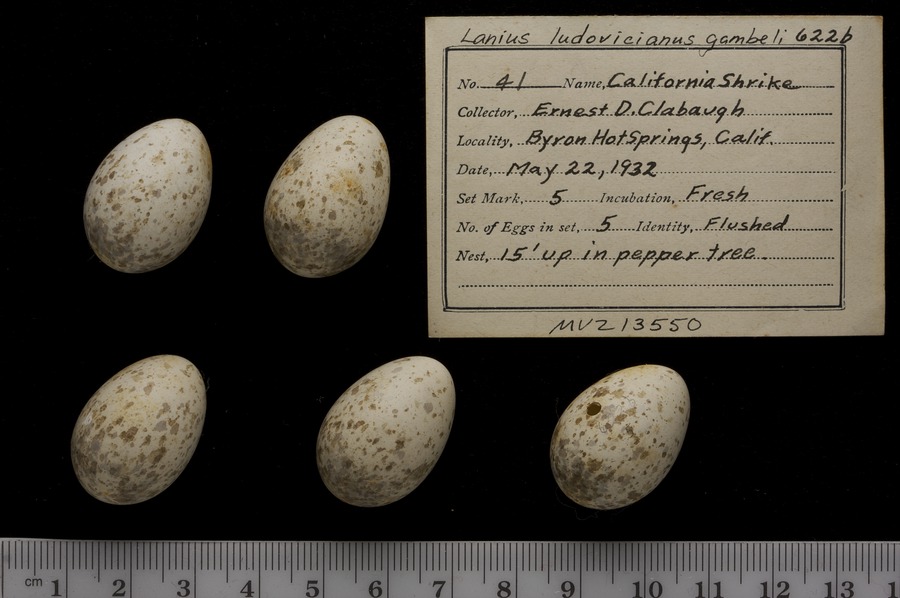 Lanius ludovicianus gambeli 622b
No. 41 Name, California Shrike
Collector, Ernest D. Clabaugh
Locality, Byron Hot Springs, Calif.
Date, May 22, 1932
Set Mark, 5 Incubation, Fresh
No. of Eggs in set, 5 Identity, Flushed
Nest, 15' up in pepper tree
MVZ 13550
cm 1 2 3 4 5 6 7 8 9 10 11 12 13